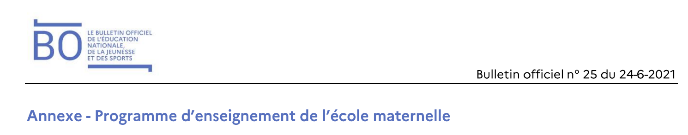 BO
LE BULLETIN OFFICIEL
DE L'ÉDUCATION
NATIONALE,
DE LA JEUNESSE
ET DES SPORTS
Bulletin officiel n° 25 du 24-6-2021
Annexe - Programme d'enseignement de l'école maternelle